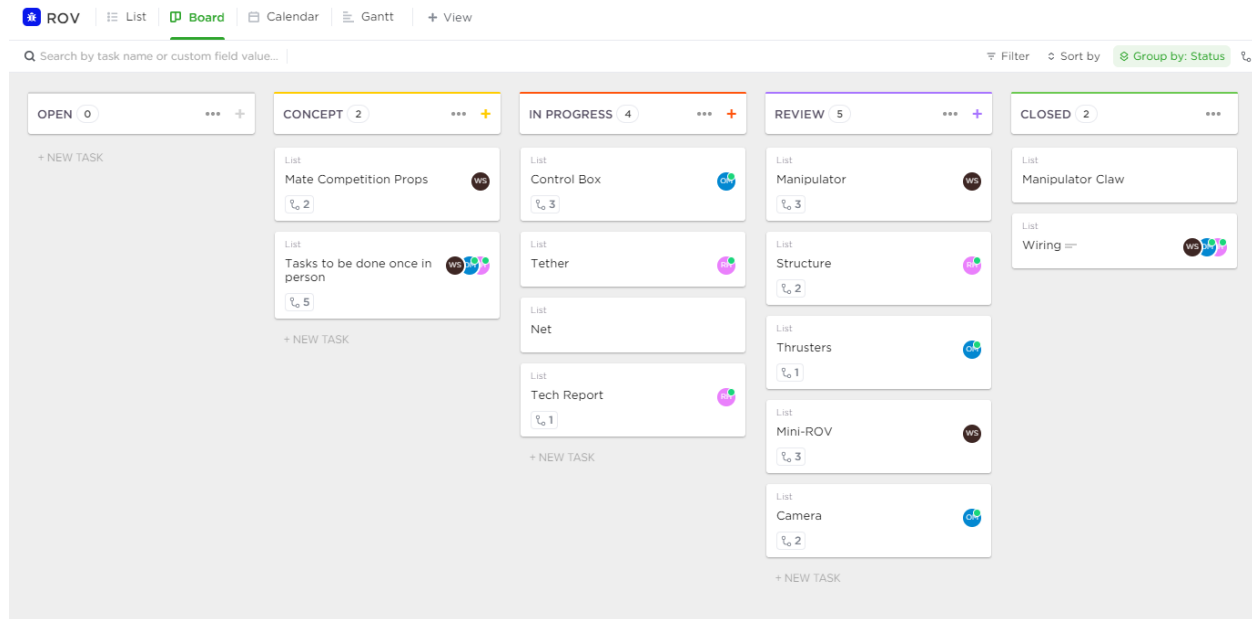 ROV List Board Calendar Gantt + View
Search by task name or custom field value...
Filter Sort by Group by: Status
OPEN 0
+ NEW TASK
CONCEPT 2
List
Mate Competition Props
WS
2
List
Tasks to be done once in
person
WS
5
+ NEW TASK
IN PROGRESS 4
List
Control Box
3
List
Tether
List
Net
List
Tech Report
1
+ NEW TASK
REVIEW 5
List
Manipulator
WS
3
List
Structure
2
List
Thrusters
1
List
Mini-ROV
WS
3
List
Camera
2
+ NEW TASK
CLOSED 2
List
Manipulator Claw
List
Wiring
WS